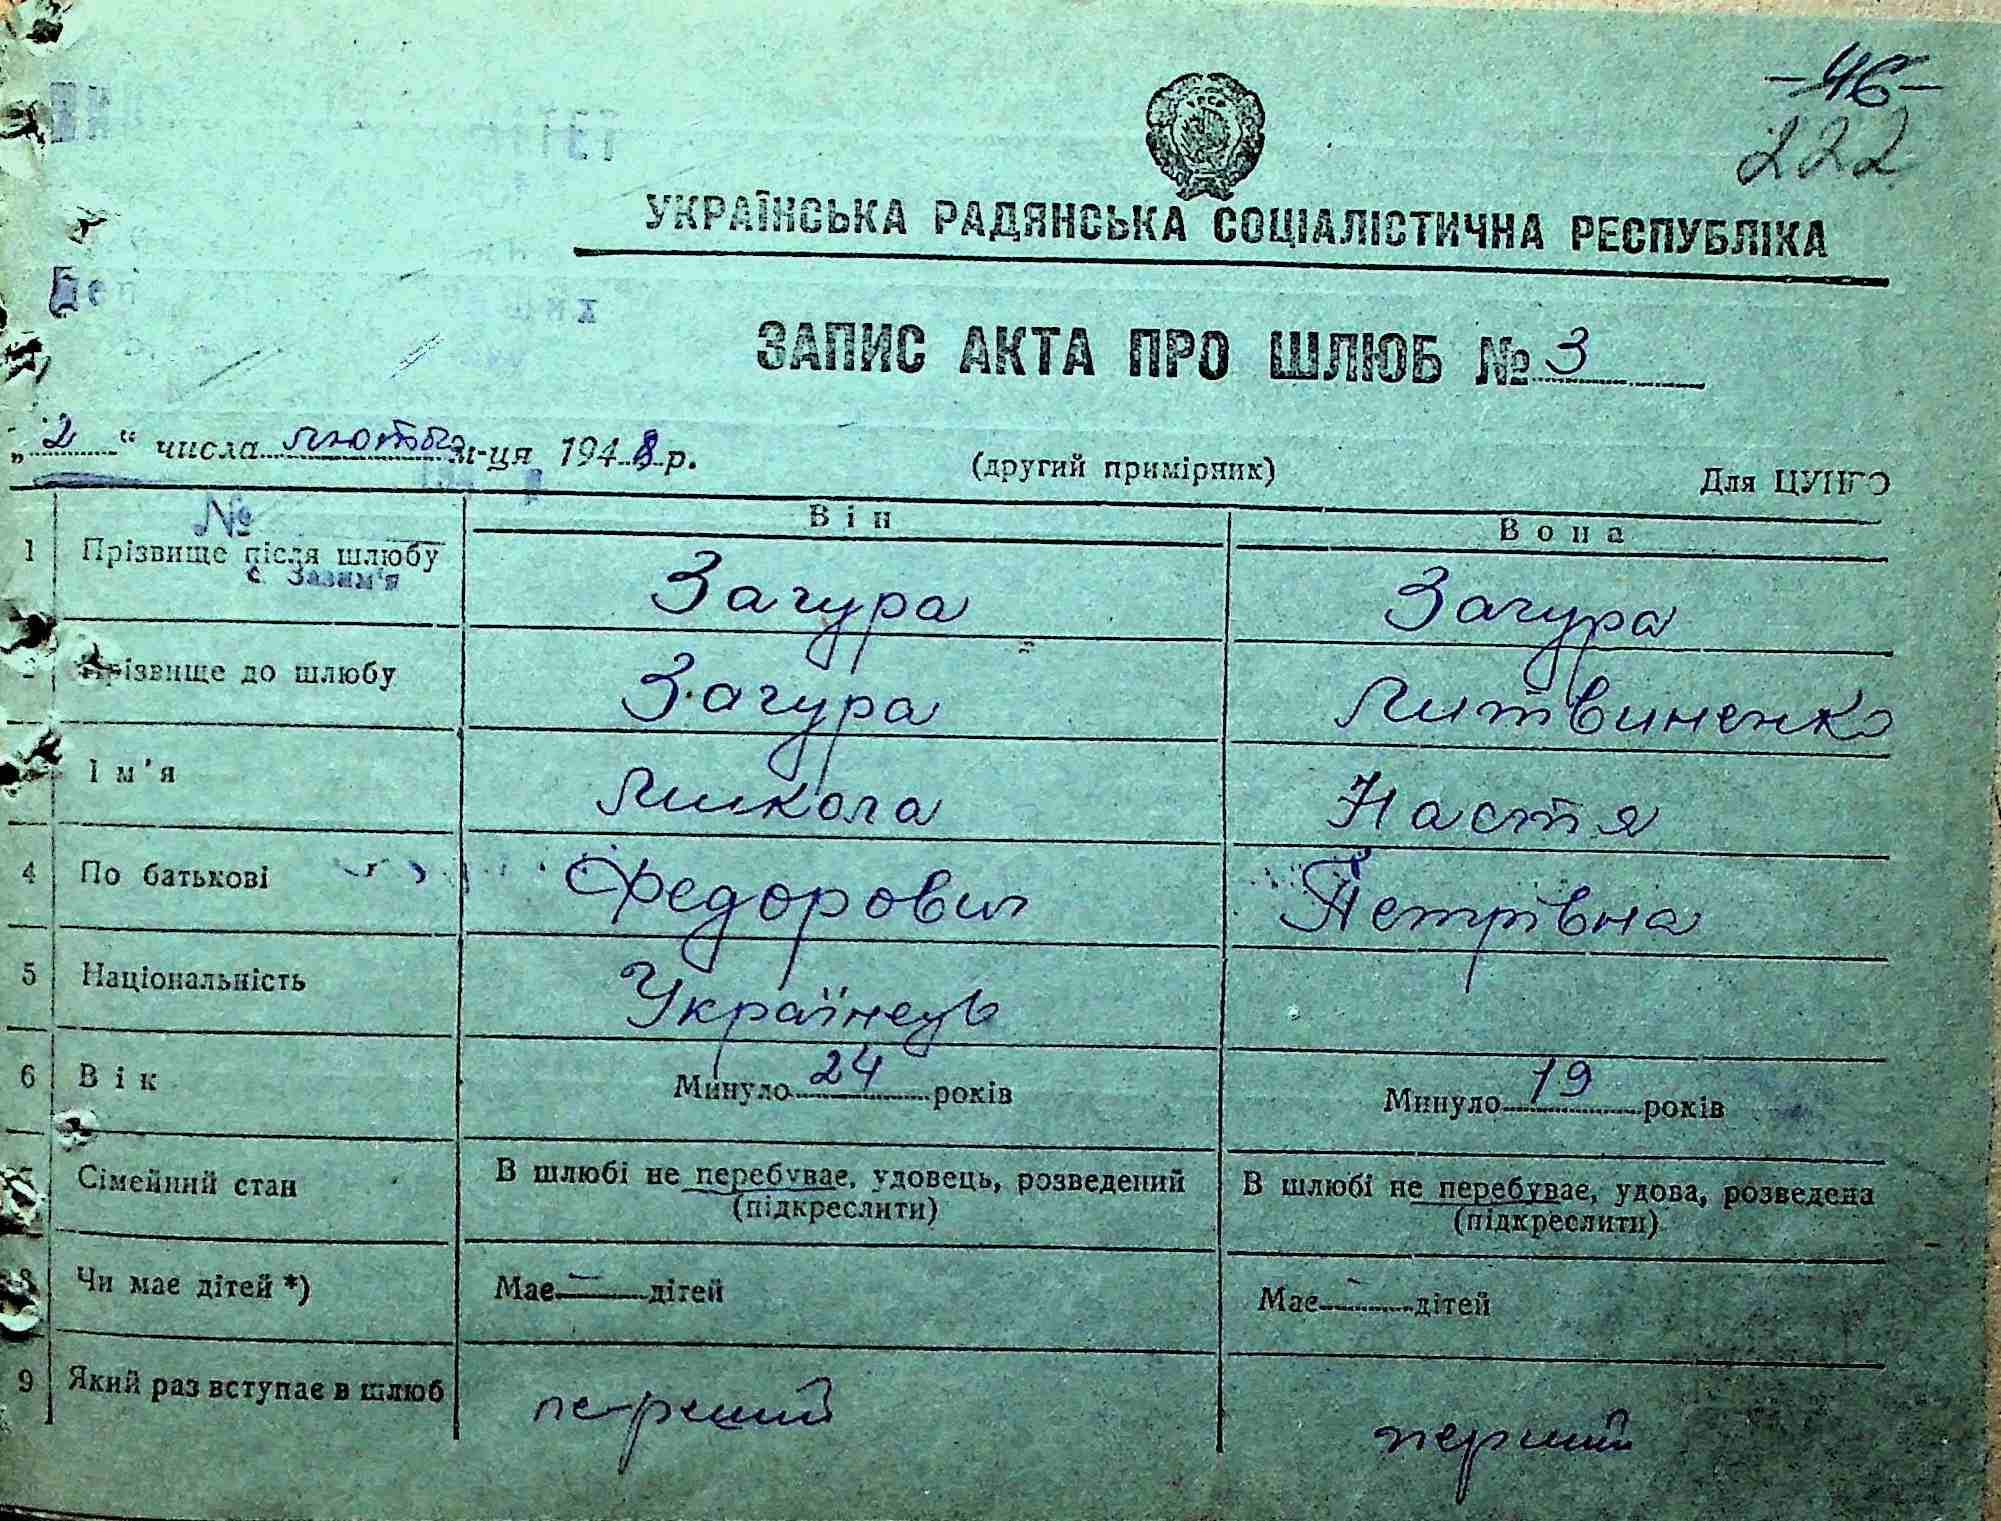 -46-
222
УКРАЇНСЬКА РАДЯНСЬКА СОЦІАЛІСТИЧНА РЕСПУБЛІКА
ЗАПИС АКТА ПРО ШЛЮБ № 3
„2“ числа лютого м-ця 1948 р. (другий примірник) Для ЦУНГО
№ Він Вона
1 Прізвище після шлюбу Загура Загура
с Зазим'я
Прізвище до шлюбу Загура Литвиненко
Ім'я Микола Настя
4 По батькові Федорович Петрівна
5 Національність Українець
6 Вік Минуло 24 років Минуло 19 років
7 Сімейний стан В шлюбі не перебуває, удовець, розведений В шлюбі не перебуває, удова, розведена
(підкреслити) (підкреслити)
8 Чи має дітей *) Має — дітей Має - дітей
9 Який раз вступає в шлюб перший перший